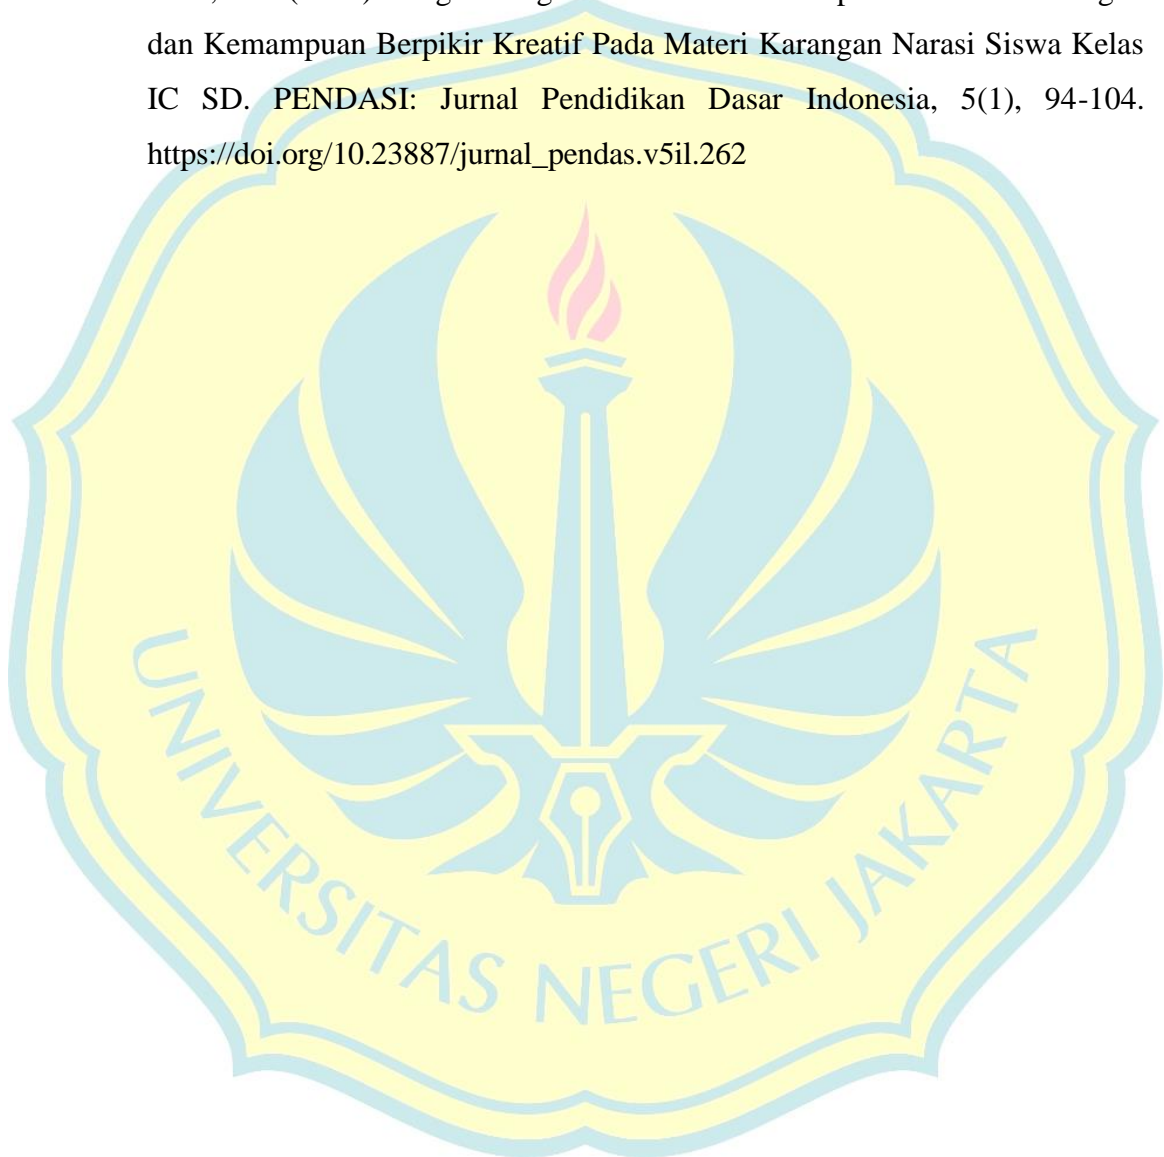 dan Kemampuan Berpikir Kreatif Pada Materi Karangan Narasi Siswa Kelas
IC SD. PENDASI: Jurnal Pendidikan Dasar Indonesia, 5(1), 94-104.
https://doi.org/10.23887/jurnal_pendas.v5il.262
UNIVERSITAS NEGERI JAKARTA